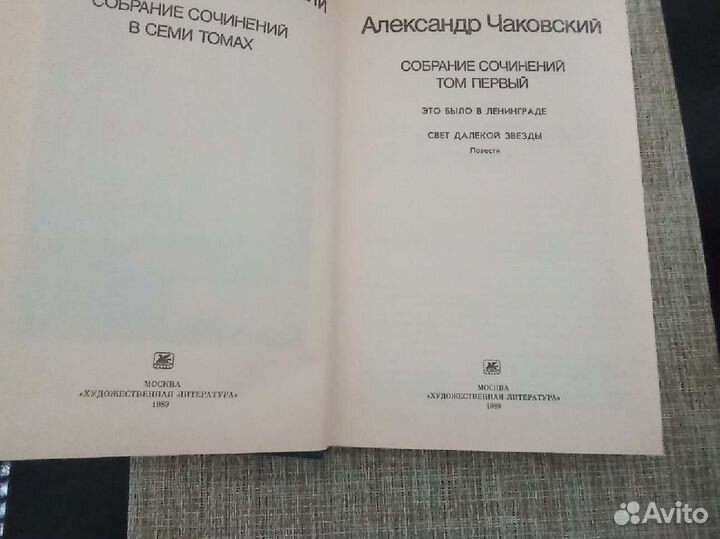 СОБРАНИЕ СОЧИНЕНИЙ
В СЕМИ ТОМАХ
МОСКВА
«ХУДОЖЕСТВЕННАЯ ЛИТЕРАТУРА»
1989
Александр Чаковский
СОБРАНИЕ СОЧИНЕНИЙ
ТОМ ПЕРВЫЙ
ЭТО БЫЛО В ЛЕНИНГРАДЕ
СВЕТ ДАЛЕКОЙ ЗВЕЗДЫ
Повести
МОСКВА
«ХУДОЖЕСТВЕННАЯ ЛИТЕРАТУРА»
1989
Avito